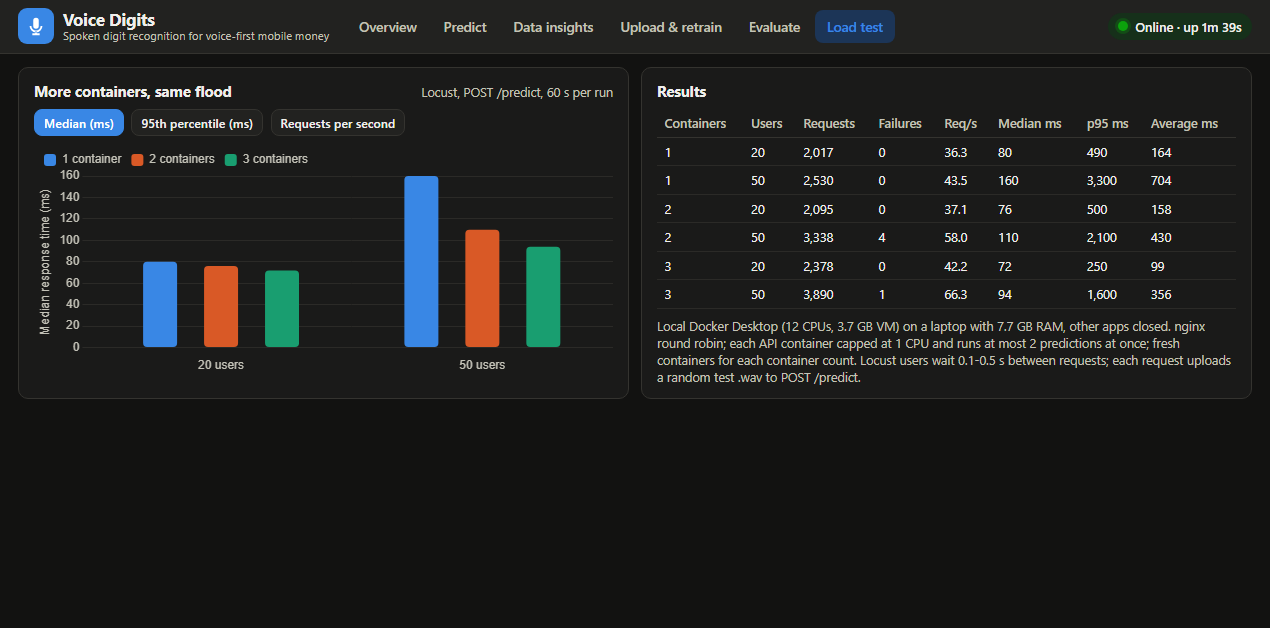 Voice Digits
Spoken digit recognition for voice-first mobile money
Overview
Predict
Data insights
Upload & retrain
Evaluate
Load test
Online · up 1m 39s
More containers, same flood
Locust, POST /predict, 60 s per run
Median (ms)
95th percentile (ms)
Requests per second
1 container
2 containers
3 containers
Median response time (ms)
160
140
120
100
80
60
40
20
0
20 users
50 users
Results
Containers Users Requests Failures Req/s Median ms p95 ms Average ms
1 20 2,017 0 36.3 80 490 164
1 50 2,530 0 43.5 160 3,300 704
2 20 2,095 0 37.1 76 500 158
2 50 3,338 4 58.0 110 2,100 430
3 20 2,378 0 42.2 72 250 99
3 50 3,890 1 66.3 94 1,600 356
Local Docker Desktop (12 CPUs, 3.7 GB VM) on a laptop with 7.7 GB RAM, other apps closed. nginx
round robin; each API container capped at 1 CPU and runs at most 2 predictions at once; fresh
containers for each container count. Locust users wait 0.1-0.5 s between requests; each request uploads
a random test .wav to POST /predict.